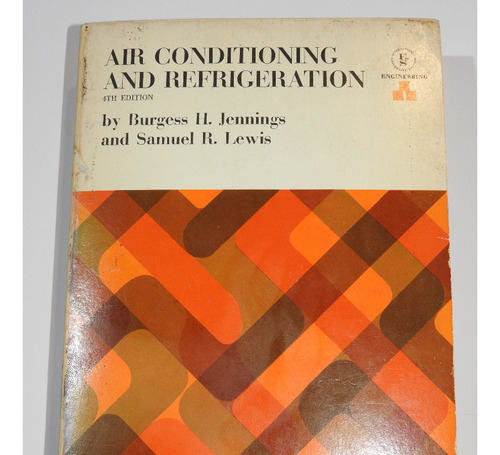 AIR CONDITIONING
AND REFRIGERATION
4TH EDITION
by Burgess H. Jennings
and Samuel R. Lewis
ENGINEERING